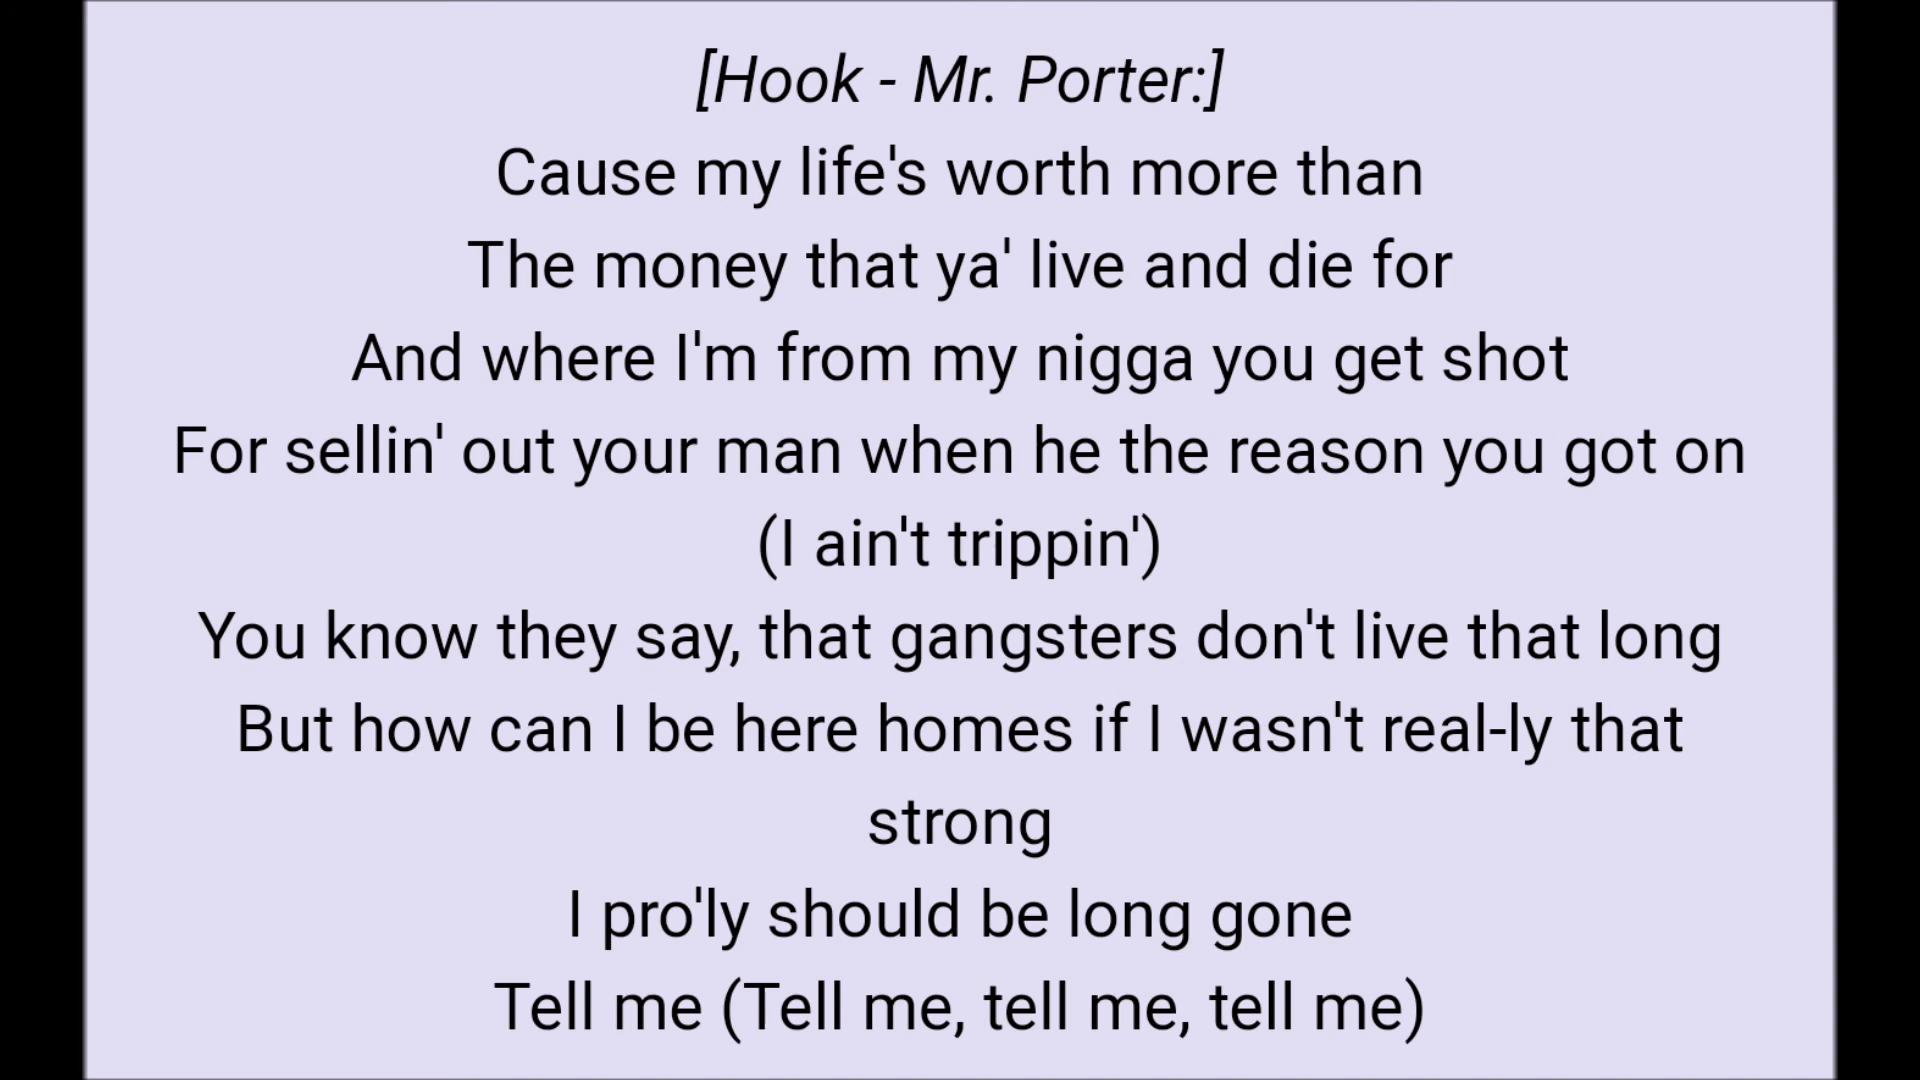 [Hook - Mr. Porter:]
Cause my life's worth more than
The money that ya' live and die for
And where I'm from my nigga you get shot
For sellin' out your man when he the reason you got on
(I ain't trippin')
You know they say, that gangsters don't live that long
But how can I be here homes if I wasn't real-ly that
strong
I pro'ly should be long gone
Tell me (Tell me, tell me, tell me)